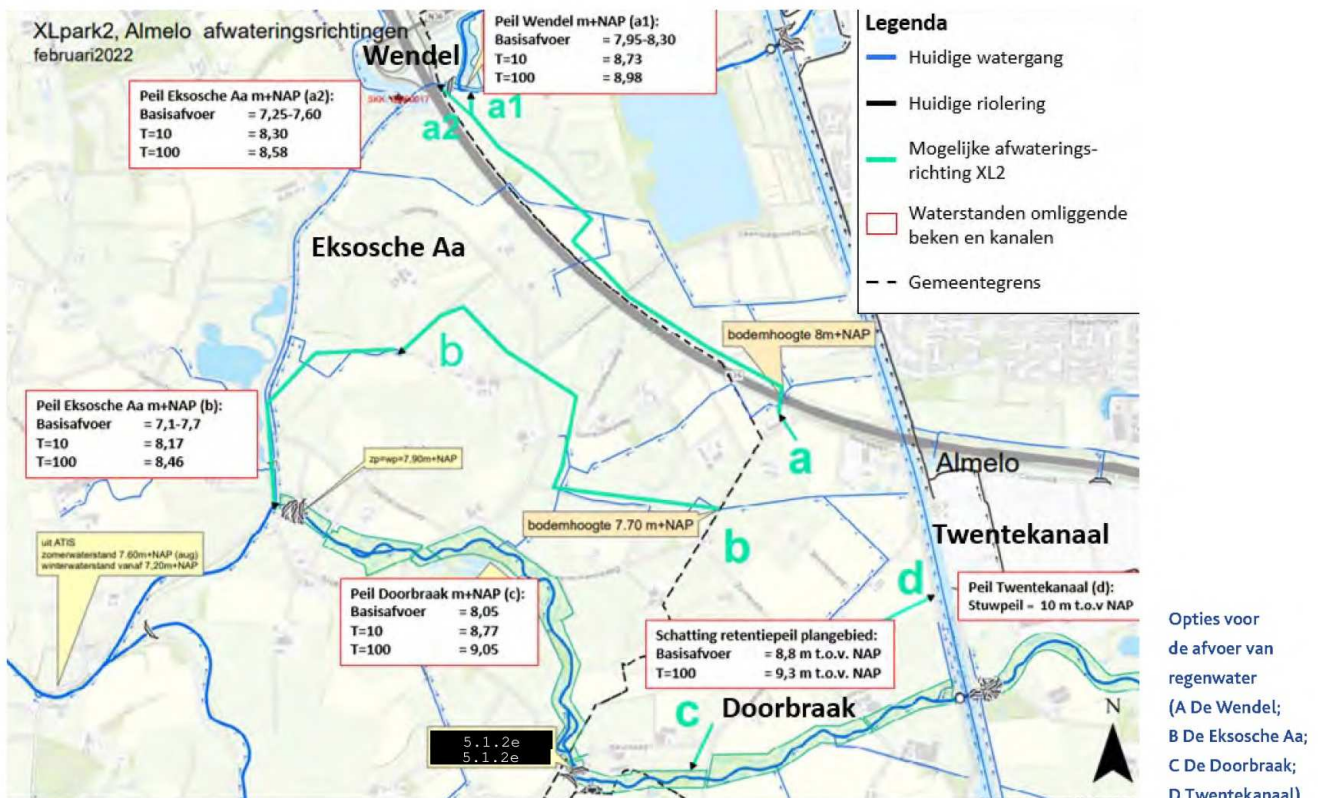 XLpark2, Almelo afwateringsrichtingen
februari2022
Wendel
Peil Wendel m+NAP (a1):
Basisafvoer = 7,95-8,30
T=10 = 8,73
T=100 = 8,98
Peil Eksosche Aa m+NAP (a2):
Basisafvoer = 7,25-7,60
T=10 = 8,30
T=100 = 8,58
a1
a2
Legenda
Huidige watergang
Huidige riolering
Mogelijke afwaterings-
richting XL2
Waterstanden omliggende
beken en kanalen
Gemeentegrens
Eksosche Aa
b
bodemhoogte 8m+NAP
Peil Eksosche Aa m+NAP (b):
Basisafvoer = 7,1-7,7
T=10 = 8,17
T=100 = 8,46
zp=wp=7,90m+NAP
a
Almelo
bodemhoogte 7.70 m+NAP
b
Twentekanaal
uit ATIS
zomerwaterstand 7.60m+NAP (aug)
winterwaterstand vanaf 7,20m+NAP
d
Peil Twentekanaal (d):
Stuwpeil = 10 m t.o.v NAP
Peil Doorbraak m+NAP (c):
Basisafvoer = 8,05
T=10 = 8,77
T=100 = 9,05
Schatting retentiepeil plangebied:
Basisafvoer = 8,8 m t.o.v. NAP
T=100 = 9,3 m t.o.v. NAP
c
Doorbraak
5.1.2e
5.1.2e
N
Opties voor
de afvoer van
regenwater
(A De Wendel;
B De Eksosche Aa;
C De Doorbraak;
D Twentekanaal)